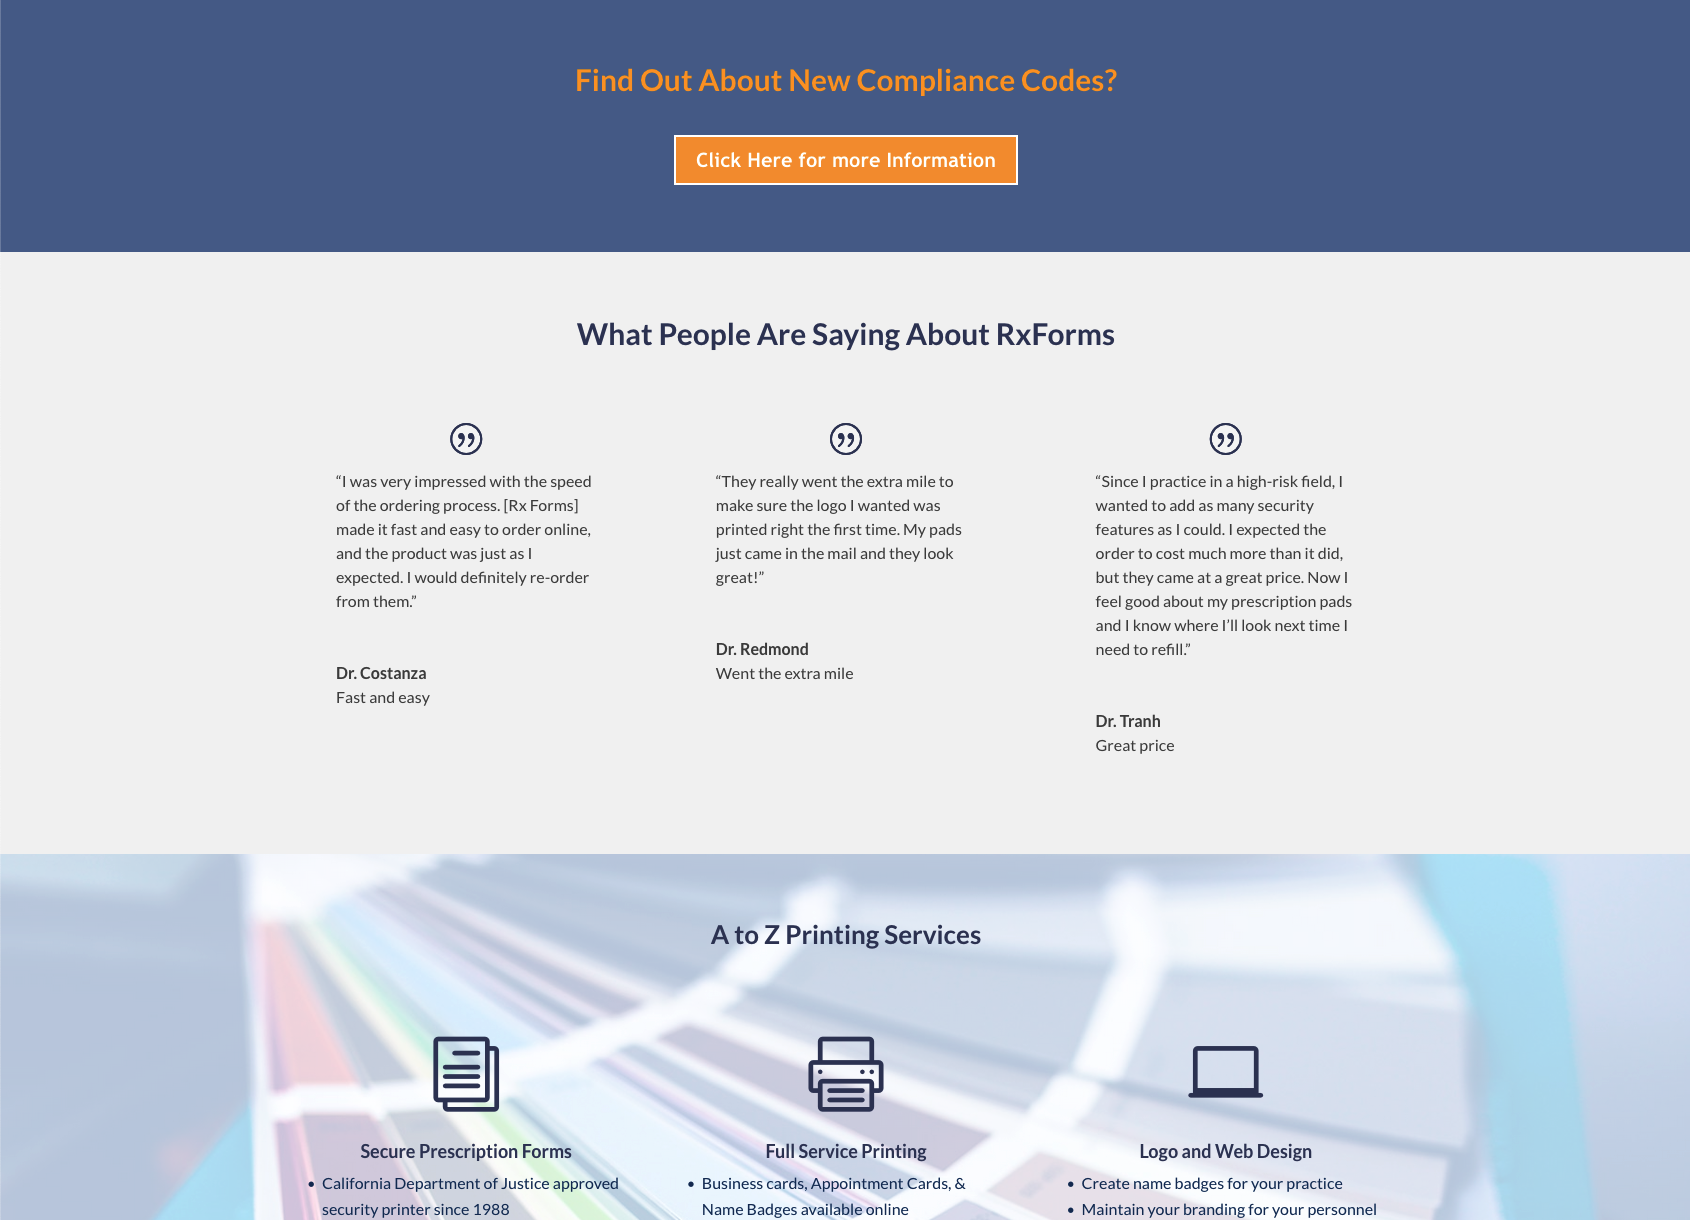 Find Out About New Compliance Codes?
Click Here for more Information
What People Are Saying About RxForms
“I was very impressed with the speed
of the ordering process. [Rx Forms]
made it fast and easy to order online,
and the product was just as I
expected. I would definitely re-order
from them.”
Dr. Costanza
Fast and easy
“They really went the extra mile to
make sure the logo I wanted was
printed right the first time. My pads
just came in the mail and they look
great!”
Dr. Redmond
Went the extra mile
“Since I practice in a high-risk field, I
wanted to add as many security
features as I could. I expected the
order to cost much more than it did,
but they came at a great price. Now I
feel good about my prescription pads
and I know where I’ll look next time I
need to refill.”
Dr. Tranh
Great price
A to Z Printing Services
Secure Prescription Forms
• California Department of Justice approved
security printer since 1988
Full Service Printing
• Business cards, Appointment Cards, &
Name Badges available online
Logo and Web Design
• Create name badges for your practice
• Maintain your branding for your personnel